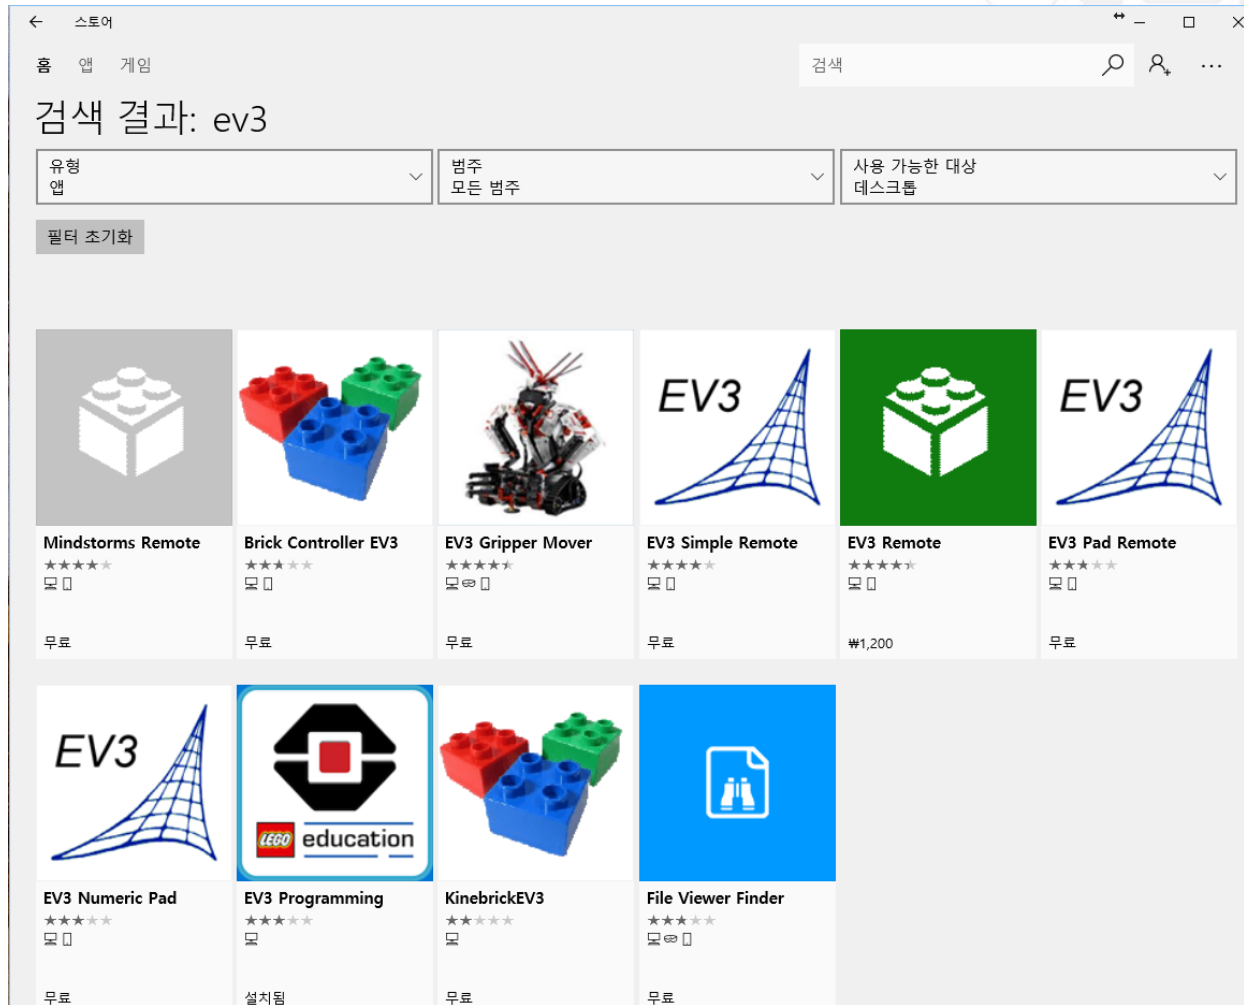 스토어
홈 앱 게임
검색
검색 결과: ev3
유형
앱
범주
모든 범주
사용 가능한 대상
데스크톱
필터 초기화
EV3
EV3
Mindstorms Remote
무료
Brick Controller EV3
무료
EV3 Gripper Mover
무료
EV3 Simple Remote
무료
EV3 Remote
₩1,200
EV3 Pad Remote
무료
EV3
LEGO education
EV3 Numeric Pad
무료
EV3 Programming
설치됨
KinebrickEV3
무료
File Viewer Finder
무료